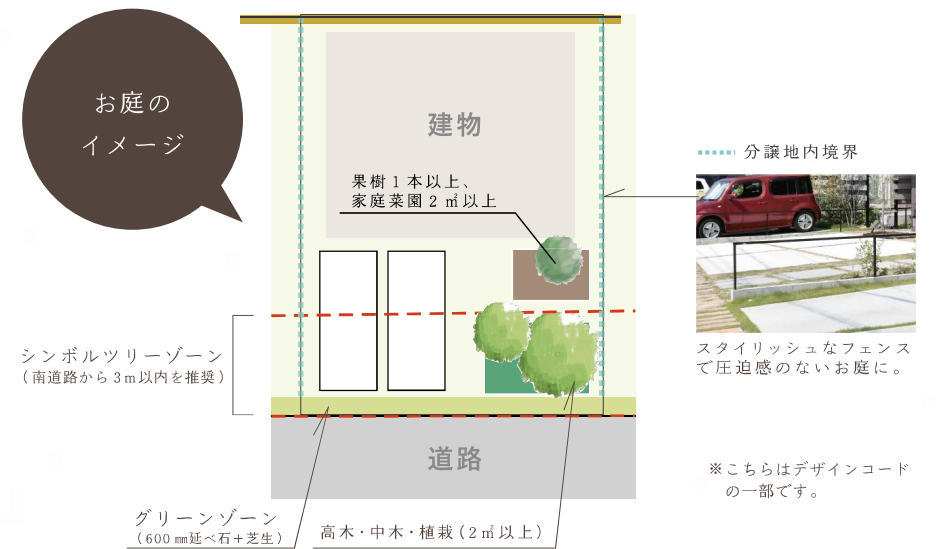 お庭の
イメージ
建物
果樹1本以上、
家庭菜園2㎡以上
分譲地内境界
スタイリッシュなフェンス
で圧迫感のないお庭に。
シンボルツリーゾーン
（南道路から3m以内を推奨）
道路
※こちらはデザインコード
の一部です。
グリーンゾーン
（600㎜延べ石＋芝生）
高木・中木・植栽（2㎡以上）